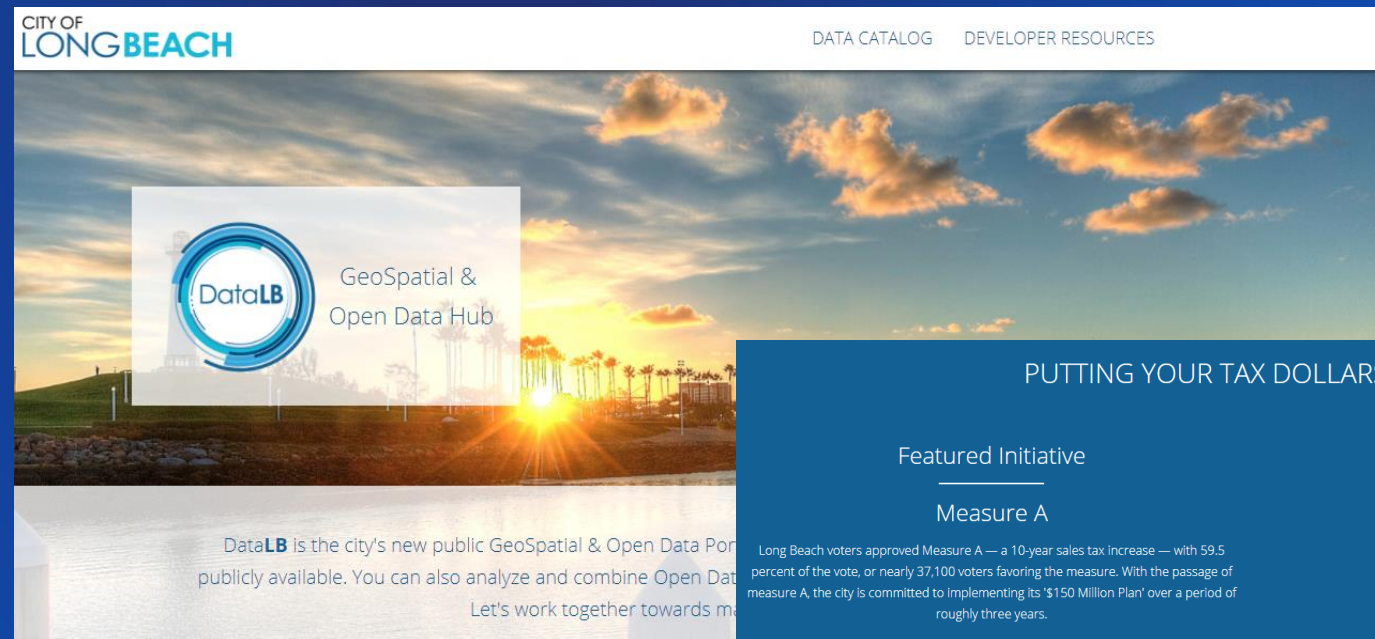 CITY OF
LONGBEACH
DATA CATALOG DEVELOPER RESOURCES
DataLB
GeoSpatial &
Open Data Hub
DataLB is the city's new public GeoSpatial & Open Data
publicly available. You can also analyze and combine Open
Let's work together towards
PUTTING YOUR TAX DOLLARS
Featured Initiative
Measure A
Long Beach voters approved Measure A — a 10-year sales tax increase — with 59.5
percent of the vote, or nearly 37,100 voters favoring the measure. With the passage of
measure A, the city is committed to implementing its '$150 Million Plan' over a period of
roughly three years.